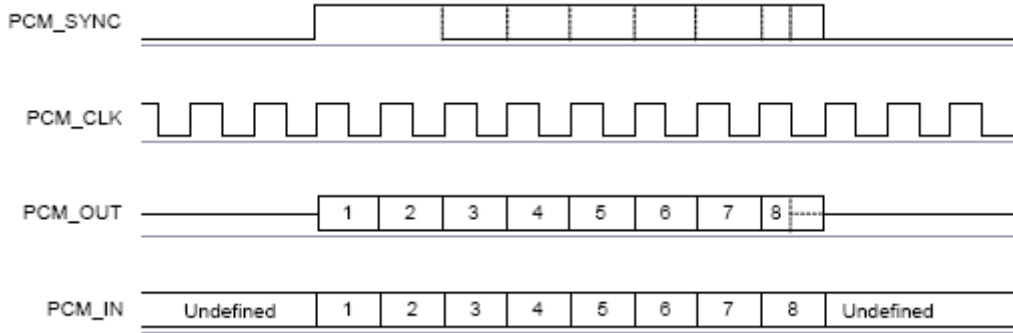 PCM_SYNC
PCM_CLK
PCM_OUT 1 2 3 4 5 6 7 8
PCM_IN Undefined 1 2 3 4 5 6 7 8 Undefined